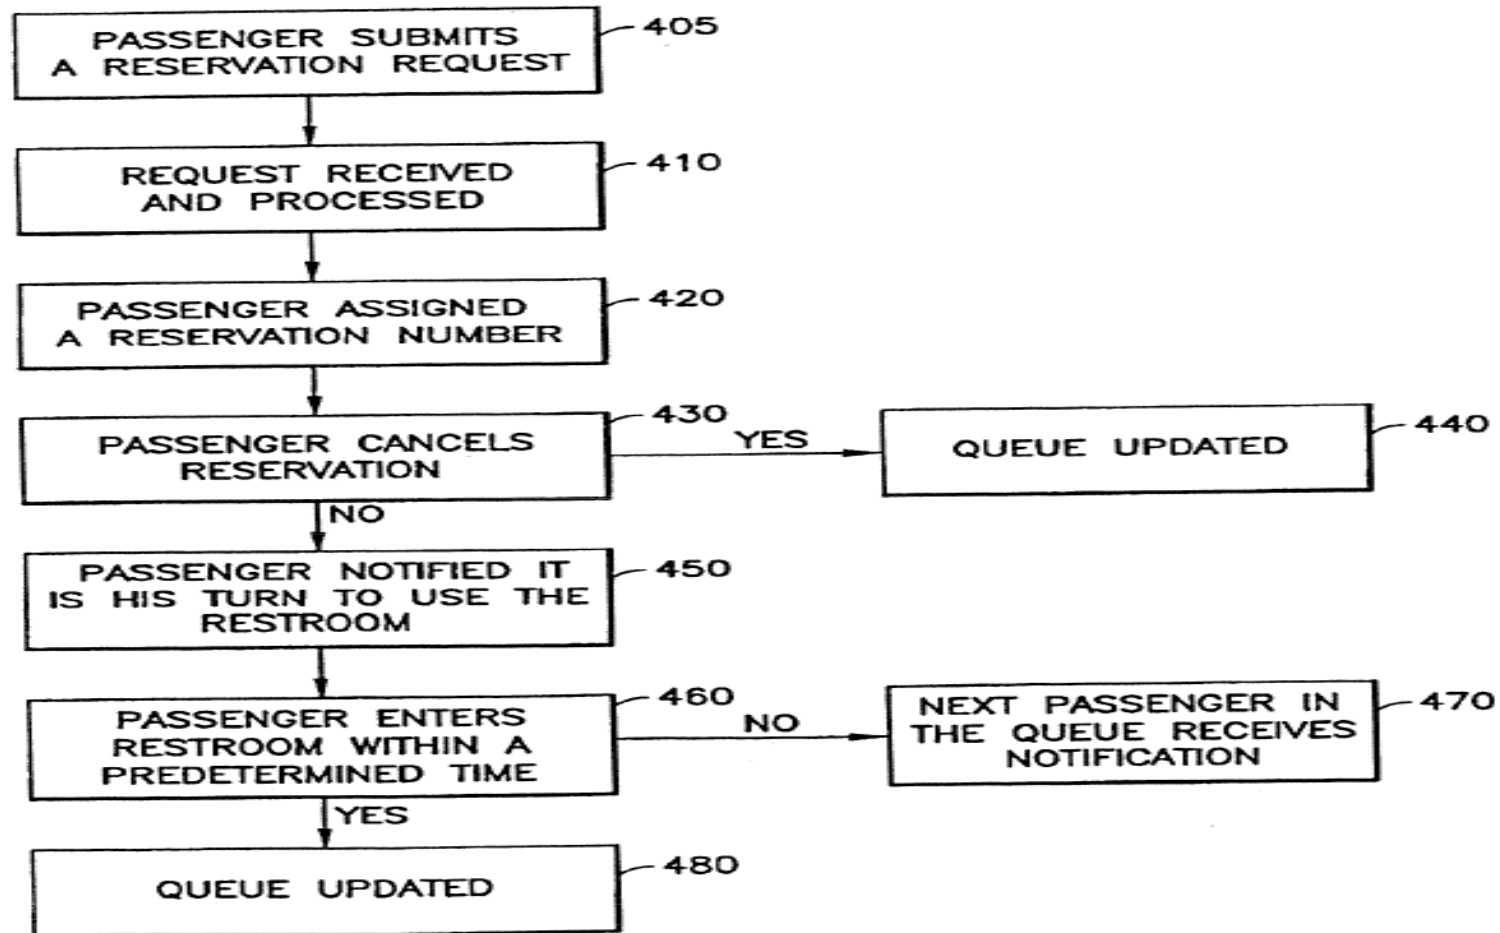 PASSENGER SUBMITS
A RESERVATION REQUEST
405
REQUEST RECEIVED
AND PROCESSED
410
PASSENGER ASSIGNED
A RESERVATION NUMBER
420
PASSENGER CANCELS
RESERVATION
430
YES
QUEUE UPDATED
440
NO
PASSENGER NOTIFIED IT
IS HIS TURN TO USE THE
RESTROOM
450
PASSENGER ENTERS
RESTROOM WITHIN A
PREDETERMINED TIME
460
NO
NEXT PASSENGER IN
THE QUEUE RECEIVES
NOTIFICATION
470
YES
QUEUE UPDATED
480